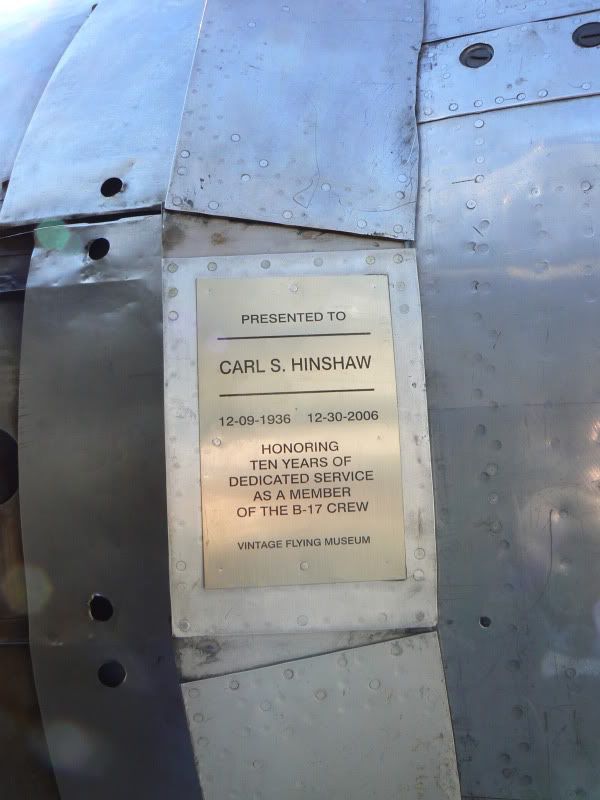 PRESENTED TO
CARL S. HINSHAW
12-09-1936 12-30-2006
HONORING
TEN YEARS OF
DEDICATED SERVICE
AS A MEMBER
OF THE B-17 CREW
VINTAGE FLYING MUSEUM